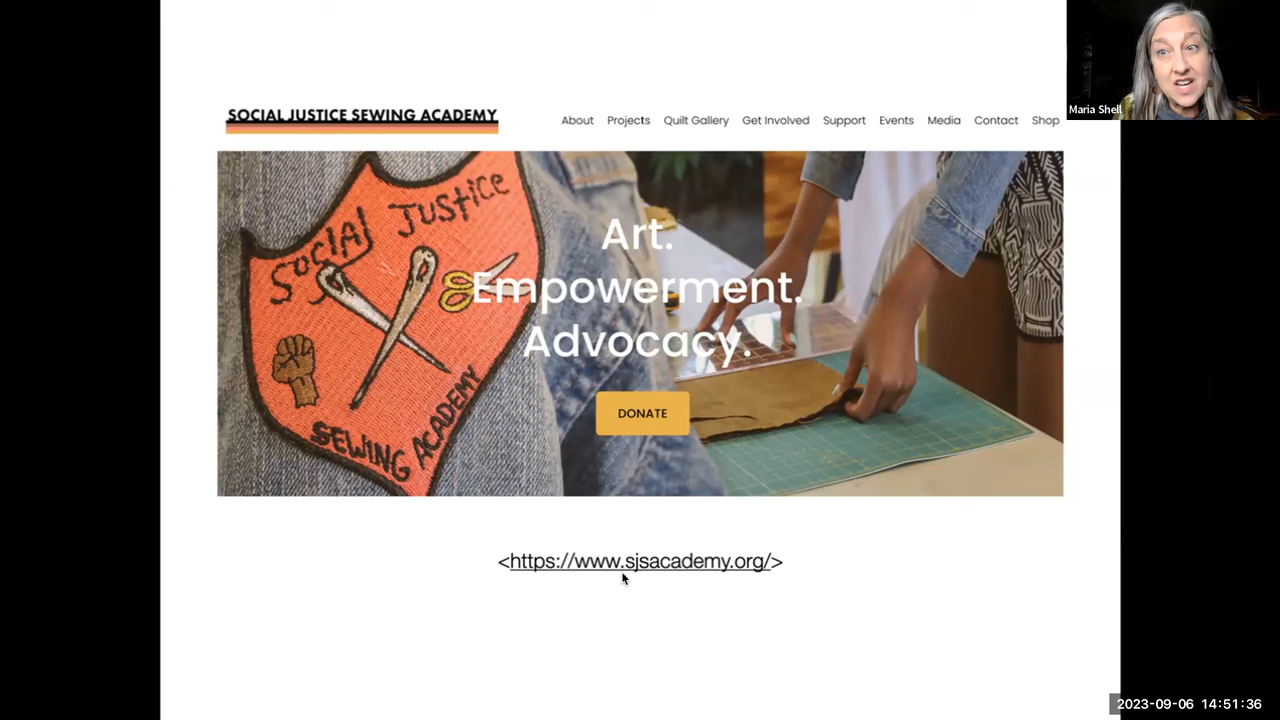 Maria Shell
SOCIAL JUSTICE SEWING ACADEMY
About Projects Quilt Gallery Get Involved Support Events Media Contact Shop
SOCIAL JUSTICE
SEWING ACADEMY
Art.
Empowerment.
Advocacy.
DONATE
<https://www.sjsacademy.org/>
2023-09-06 14:51:36